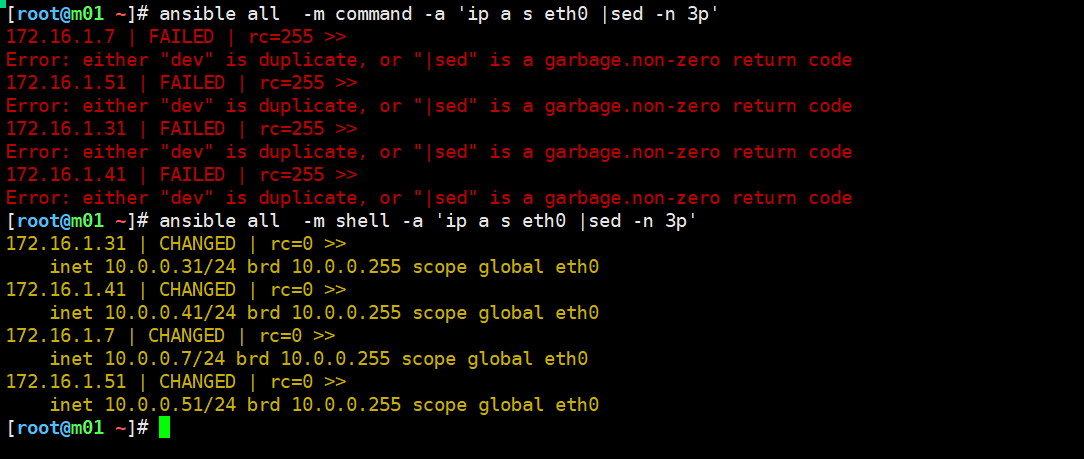 [root@m01 ~]# ansible all  -m command -a 'ip a s eth0 |sed -n 3p'
172.16.1.7 | FAILED | rc=255 >>
Error: either "dev" is duplicate, or "|sed" is a garbage.non-zero return code
172.16.1.51 | FAILED | rc=255 >>
Error: either "dev" is duplicate, or "|sed" is a garbage.non-zero return code
172.16.1.31 | FAILED | rc=255 >>
Error: either "dev" is duplicate, or "|sed" is a garbage.non-zero return code
172.16.1.41 | FAILED | rc=255 >>
Error: either "dev" is duplicate, or "|sed" is a garbage.non-zero return code
[root@m01 ~]# ansible all  -m shell -a 'ip a s eth0 |sed -n 3p'
172.16.1.31 | CHANGED | rc=0 >>
    inet 10.0.0.31/24 brd 10.0.0.255 scope global eth0
172.16.1.41 | CHANGED | rc=0 >>
    inet 10.0.0.41/24 brd 10.0.0.255 scope global eth0
172.16.1.7 | CHANGED | rc=0 >>
    inet 10.0.0.7/24 brd 10.0.0.255 scope global eth0
172.16.1.51 | CHANGED | rc=0 >>
    inet 10.0.0.51/24 brd 10.0.0.255 scope global eth0
[root@m01 ~]#